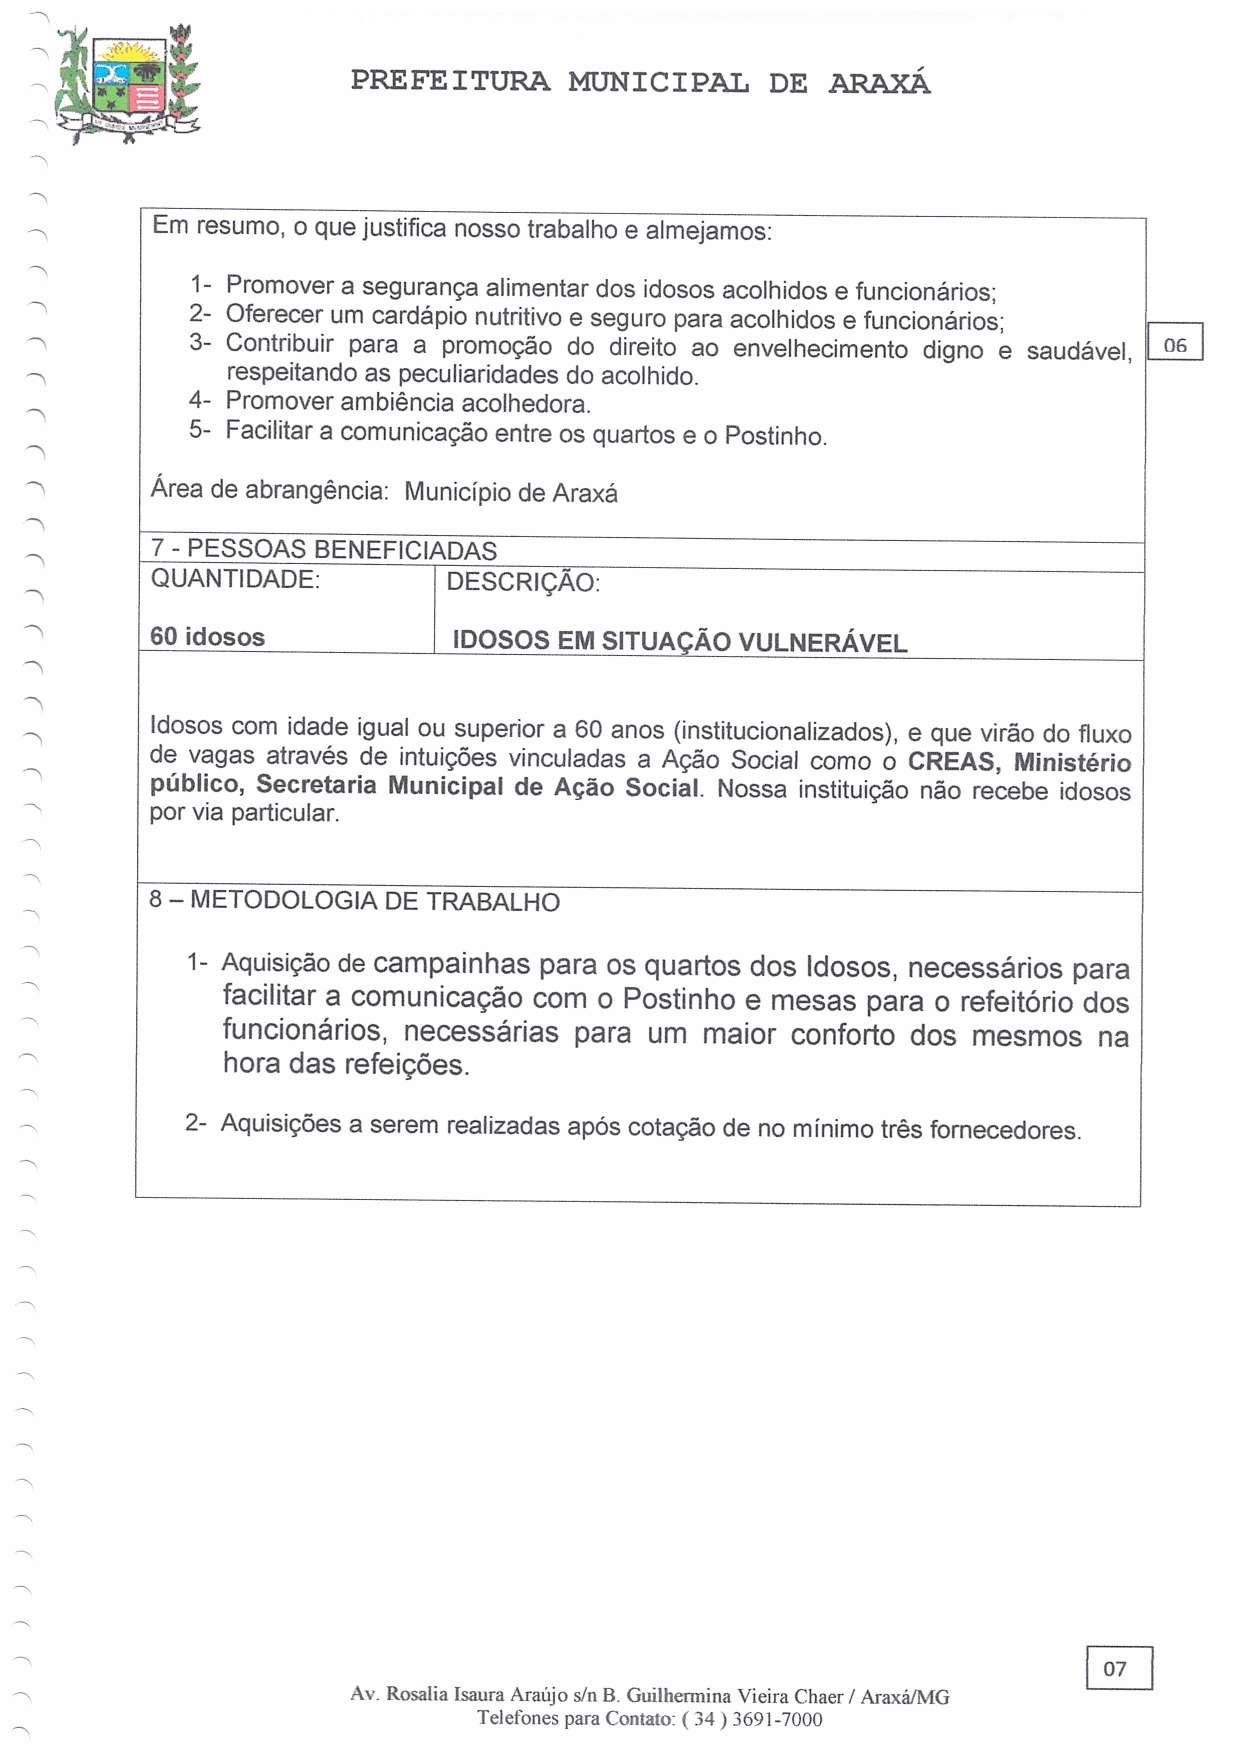 PREFEITURA MUNICIPAL DE ARAXÁ
Em resumo, o que justifica nosso trabalho e almejamos:
1- Promover a segurança alimentar dos idosos acolhidos e funcionários;
2- Oferecer um cardápio nutritivo e seguro para acolhidos e funcionários;
3- Contribuir para a promoção do direito ao envelhecimento digno e saudável,
06
respeitando as peculiaridades do acolhido.
4- Promover ambiência acolhedora.
5- Facilitar a comunicação entre os quartos e o Postinho.
Área de abrangência: Município de Araxá
7 - PESSOAS BENEFICIADAS
QUANTIDADE: DESCRIÇÃO:
60 idosos IDOSOS EM SITUAÇÃO VULNERÁVEL
Idosos com idade igual ou superior a 60 anos (institucionalizados), e que virão do fluxo
de vagas através de intuições vinculadas a Ação Social como o CREAS, Ministério
público, Secretaria Municipal de Ação Social. Nossa instituição não recebe idosos
por via particular.
8 – METODOLOGIA DE TRABALHO
1- Aquisição de campainhas para os quartos dos Idosos, necessários para
facilitar a comunicação com o Postinho e mesas para o refeitório dos
funcionários, necessárias para um maior conforto dos mesmos na
hora das refeições.
2- Aquisições a serem realizadas após cotação de no mínimo três fornecedores.
07
Av. Rosalia Isaura Araújo s/n B. Guilhermina Vieira Chaer / Araxá/MG
Telefones para Contato: ( 34 ) 3691-7000